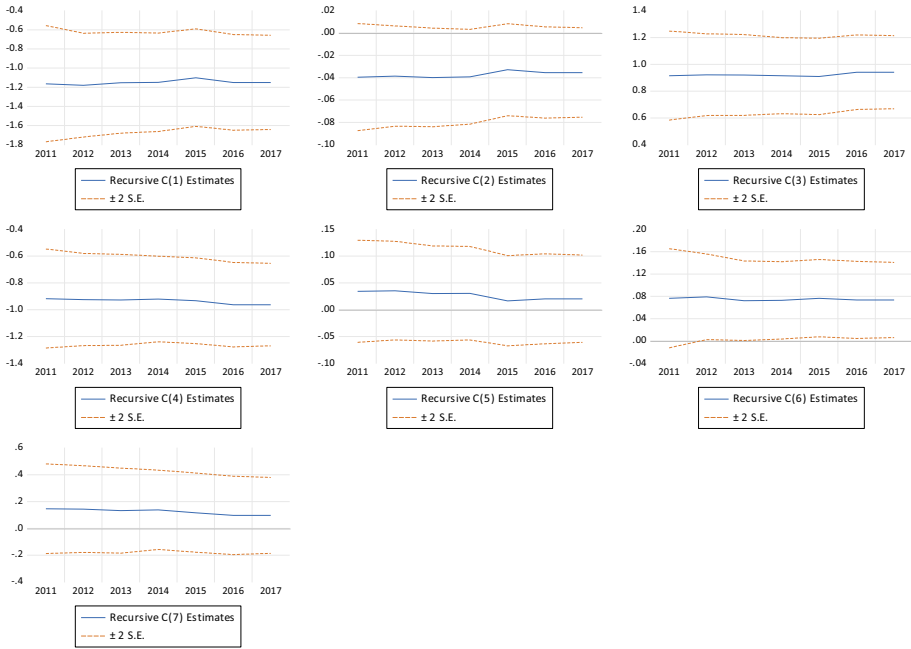 -0.4
-0.6
-0.8
-1.0
-1.2
-1.4
-1.6
-1.8
2011 2012 2013 2014 2015 2016 2017
Recursive C(1) Estimates
± 2 S.E.
.02
.00
-.02
-.04
-.06
-.08
-.10
2011 2012 2013 2014 2015 2016 2017
Recursive C(2) Estimates
± 2 S.E.
1.4
1.2
1.0
0.8
0.6
0.4
2011 2012 2013 2014 2015 2016 2017
Recursive C(3) Estimates
± 2 S.E.
-0.4
-0.6
-0.8
-1.0
-1.2
-1.4
2011 2012 2013 2014 2015 2016 2017
Recursive C(4) Estimates
± 2 S.E.
.15
.10
.05
.00
-.05
-.10
2011 2012 2013 2014 2015 2016 2017
Recursive C(5) Estimates
± 2 S.E.
.20
.16
.12
.08
.04
.00
-.04
2011 2012 2013 2014 2015 2016 2017
Recursive C(6) Estimates
± 2 S.E.
.6
.4
.2
.0
-.2
-.4
2011 2012 2013 2014 2015 2016 2017
Recursive C(7) Estimates
± 2 S.E.